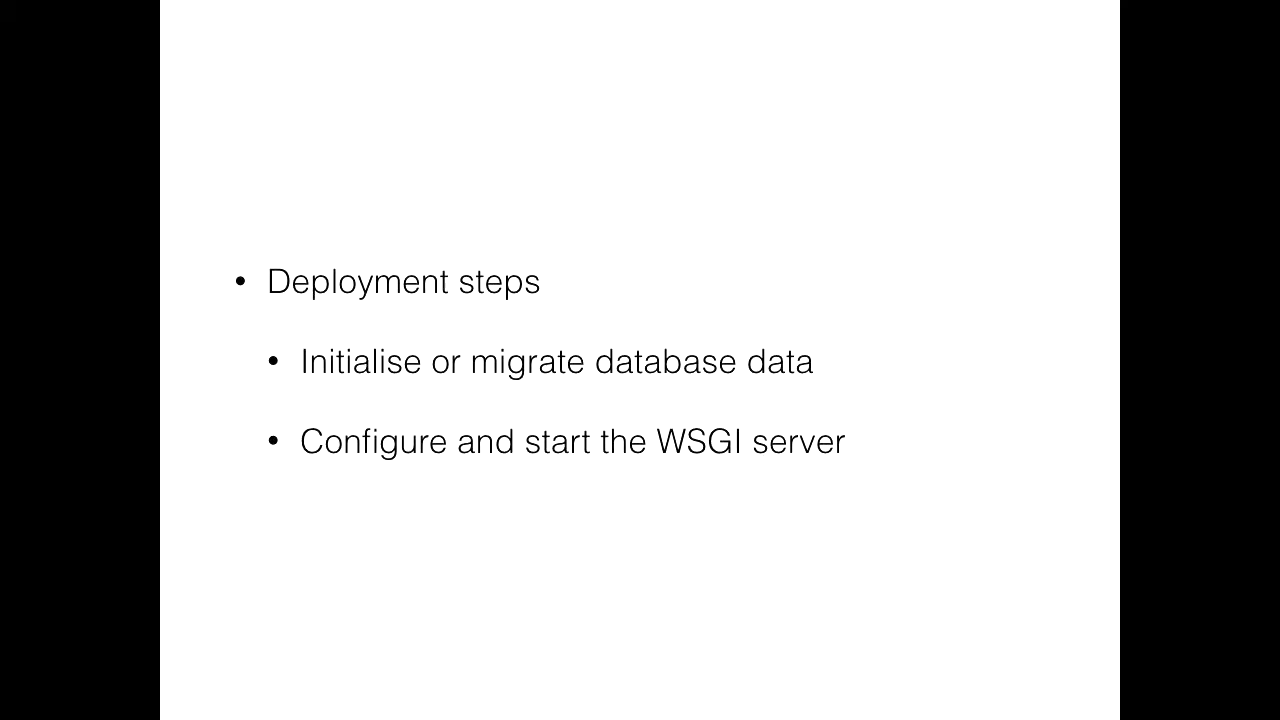 • Deployment steps
• Initialise or migrate database data
• Configure and start the WSGI server